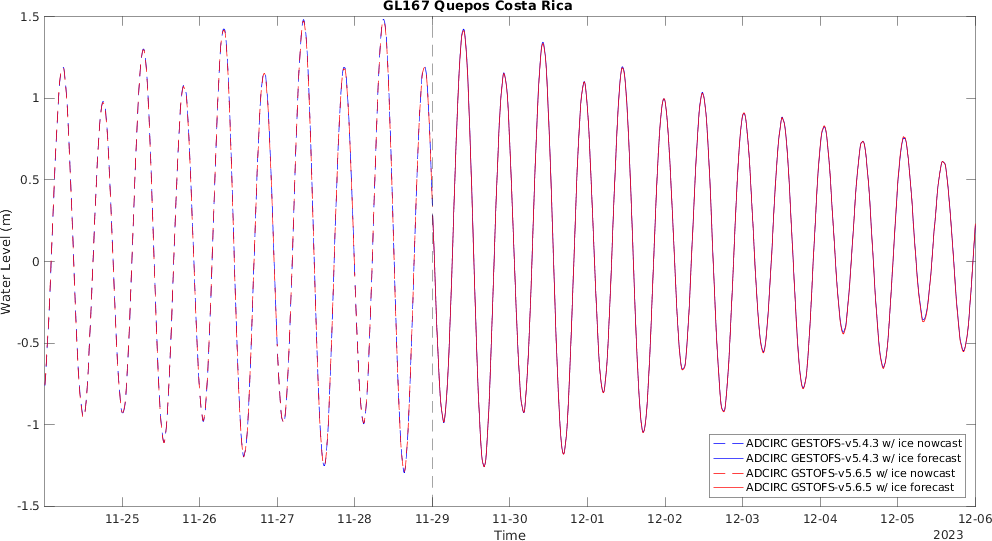 GL167 Quepos Costa Rica
1.5
1
0.5
0
-0.5
-1
-1.5
Water Level (m)
11-25 11-26 11-27 11-28 11-29 11-30 12-01 12-02 12-03 12-04 12-05 12-06
Time
2023
ADCIRC GESTOFS-v5.4.3 w/ ice nowcast
ADCIRC GESTOFS-v5.4.3 w/ ice forecast
ADCIRC GSTOFS-v5.6.5 w/ ice nowcast
ADCIRC GSTOFS-v5.6.5 w/ ice forecast